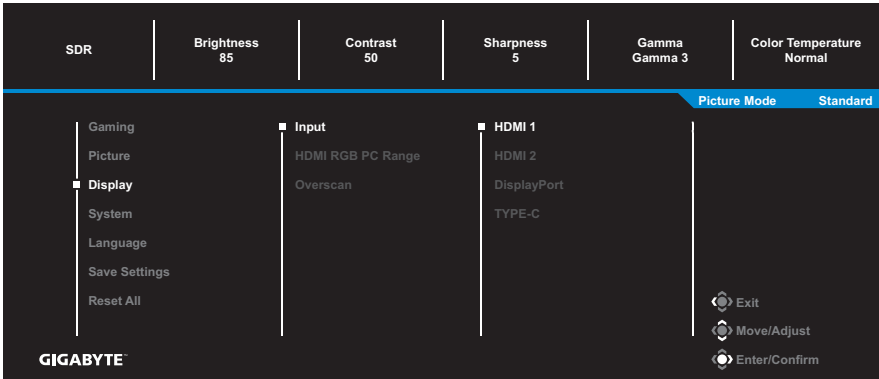 SDR
Brightness
85
Contrast
50
Sharpness
5
Gamma
Gamma 3
Color Temperature
Normal
Picture Mode Standard
Gaming
Picture
Display
System
Language
Save Settings
Reset All
Input
HDMI RGB PC Range
Overscan
HDMI 1
HDMI 2
DisplayPort
TYPE-C
Exit
Move/Adjust
Enter/Confirm
GIGABYTE™